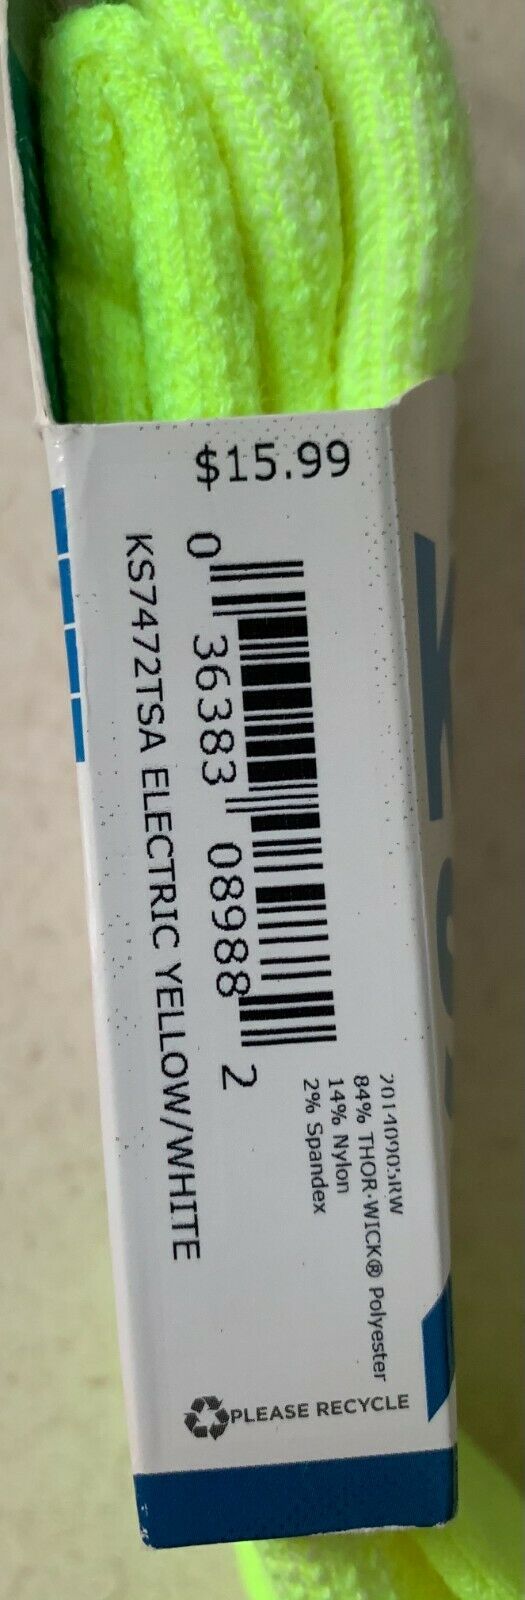 $15.99
0 36383 08988 2
KS7472TSA ELECTRIC YELLOW/WHITE
20140905RW
84% THOR·WICK® Polyester
14% Nylon
2% Spandex
PLEASE RECYCLE